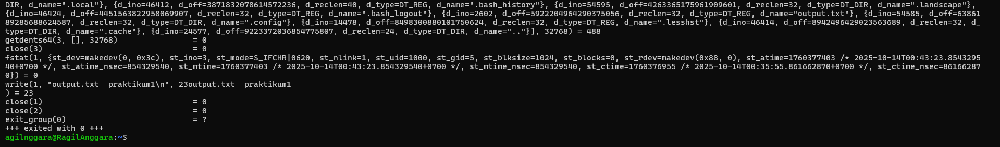 DIR, d_name=".local"}, {d_ino=46412, d_off=3871832078614572236, d_reclen=40, d_type=DT_REG, d_name=".bash_history"}, {d_ino=54595, d_off=4263365175961909601, d_reclen=32, d_type=DT_DIR, d_name=".landscape"},
{d_ino=46424, d_off=4451563822958069907, d_reclen=32, d_type=DT_REG, d_name=".bash_logout"}, {d_ino=2602, d_off=5922204964290375056, d_reclen=32, d_type=DT_REG, d_name="output.txt"}, {d_ino=54585, d_off=63861
89285688624587, d_reclen=32, d_type=DT_DIR, d_name=".config"}, {d_ino=14478, d_off=8498300880101750624, d_reclen=32, d_type=DT_REG, d_name=".lesshst"}, {d_ino=46414, d_off=8942496429023563689, d_reclen=32, d_
type=DT_DIR, d_name=".cache"}, {d_ino=24577, d_off=9223372036854775807, d_reclen=24, d_type=DT_DIR, d_name=".."}], 32768) = 488
getdents64(3, [], 32768)                = 0
close(3)                                = 0
fstat(1, {st_dev=makedev(0, 0x3c), st_ino=3, st_mode=S_IFCHR|0620, st_nlink=1, st_uid=1000, st_gid=5, st_blksize=1024, st_blocks=0, st_rdev=makedev(0x88, 0), st_atime=1760377403 /* 2025-10-14T00:43:23.8543295
40+0700 */, st_atime_nsec=854329540, st_mtime=1760377403 /* 2025-10-14T00:43:23.854329540+0700 */, st_mtime_nsec=854329540, st_ctime=1760376955 /* 2025-10-14T00:35:55.861662870+0700 */, st_ctime_nsec=86166287
0}) = 0
write(1, "output.txt  praktikum1\n", 23output.txt  praktikum1
) = 23
close(1)                                = 0
close(2)                                = 0
exit_group(0)                           = ?
+++ exited with 0 +++
agilnggara@RagilAnggara:~$